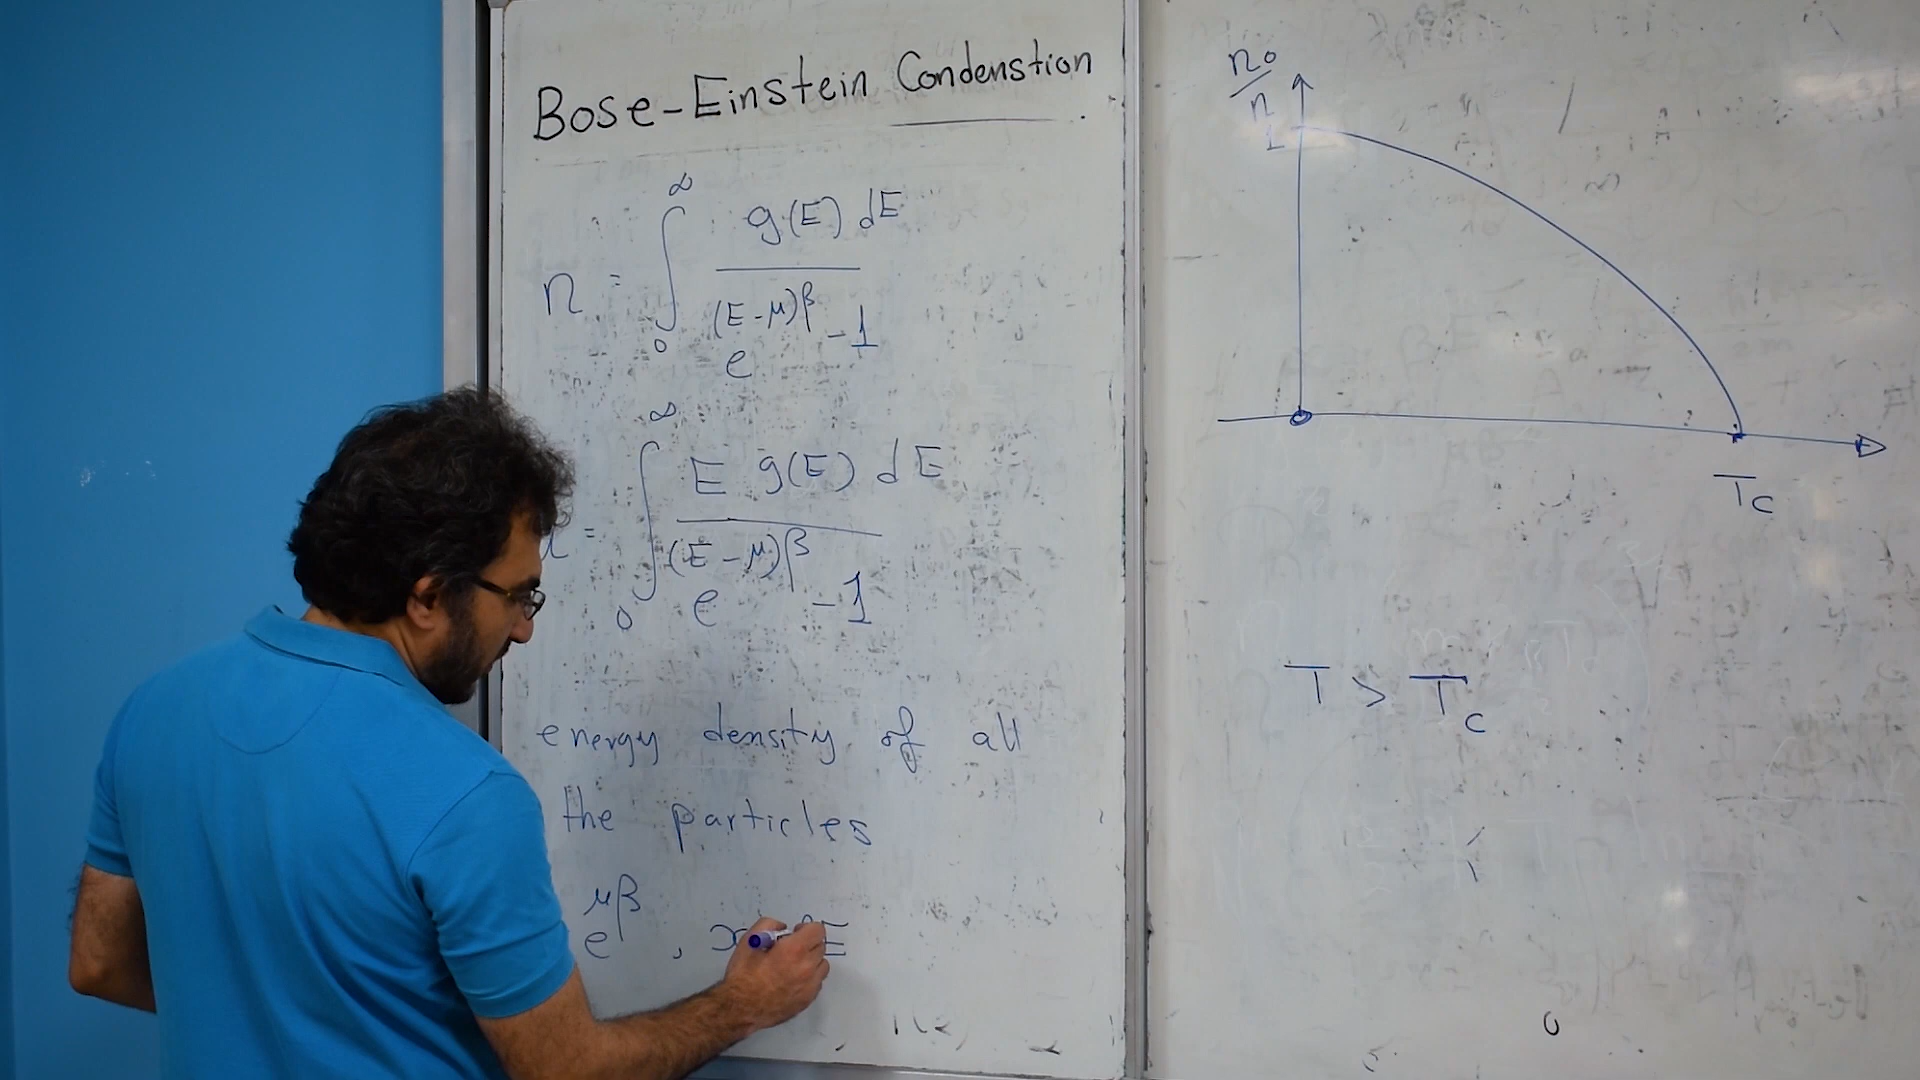 Bose-Einstein Condenstion
n = ∫₀^∞ g(E) dE / e^(E-μ)β - 1
= ∫₀^∞ E g(E) dE / e^(E-μ)β - 1
energy density of all
the particles
e^μβ , x
n₀/n
1
T_c
T > T_c